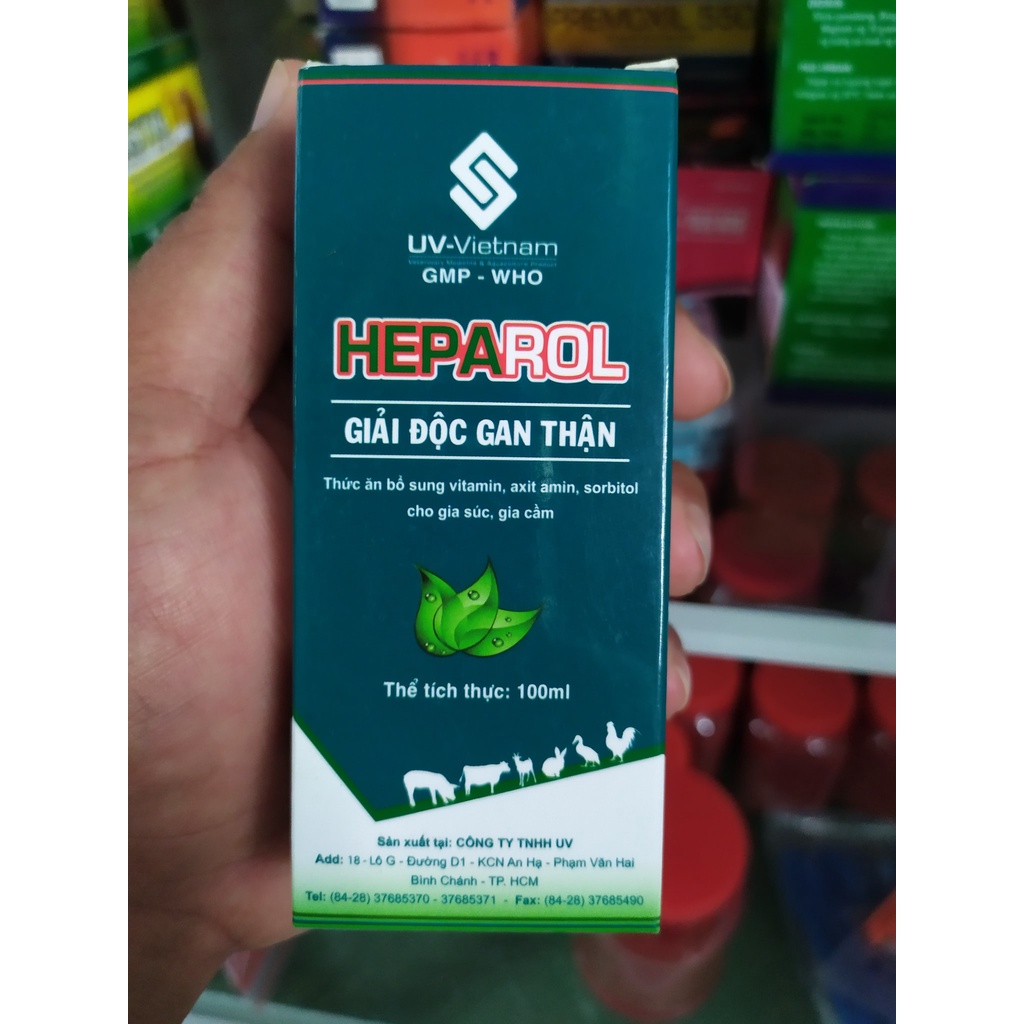 UV-Vietnam
GMP - WHO
HEPAROL
GIẢI ĐỘC GAN THẬN
Thức ăn bổ sung vitamin, axit amin, sorbitol
cho gia súc, gia cầm
Thể tích thực: 100ml
Sản xuất tại: CÔNG TY TNHH UV
Add: 18 - Lô G - Đường D1 - KCN An Hạ - Phạm Văn Hai
Bình Chánh - TP. HCM
Tel: (84-28) 37685370 - 37685371 - Fax: (84-28) 37685490